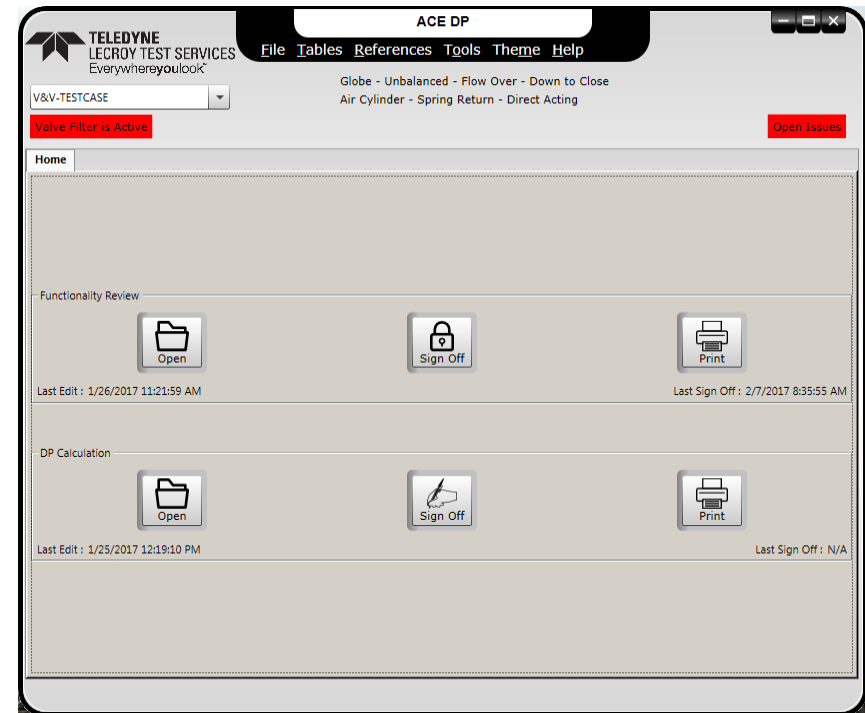 ACE DP
TELEDYNE
LECROY TEST SERVICES
Everywhereyoulook™
File Tables References Tools Theme Help
V&V-TESTCASE
Globe - Unbalanced - Flow Over - Down to Close
Air Cylinder - Spring Return - Direct Acting
Valve Filter is Active
Open Issues
Home
Functionality Review
Open
Sign Off
Print
Last Edit : 1/26/2017 11:21:59 AM
Last Sign Off : 2/7/2017 8:35:55 AM
DP Calculation
Open
Sign Off
Print
Last Edit : 1/25/2017 12:19:10 PM
Last Sign Off : N/A